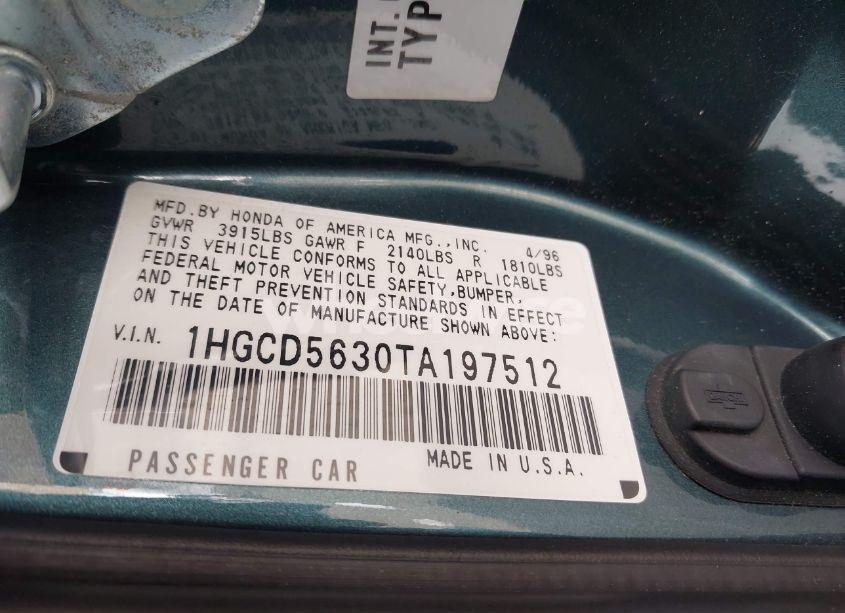 INT.
TYP
MFD.BY HONDA OF AMERICA MFG.,INC. 4/96
GVWR 3915LBS GAWR F 2140LBS R 1810LBS
THIS VEHICLE CONFORMS TO ALL APPLICABLE
FEDERAL MOTOR VEHICLE SAFETY,BUMPER,
AND THEFT PREVENTION STANDARDS IN EFFECT
ON THE DATE OF MANUFACTURE SHOWN ABOVE:
V.I.N. 1HGCD5630TA197512
PASSENGER CAR MADE IN U.S.A.